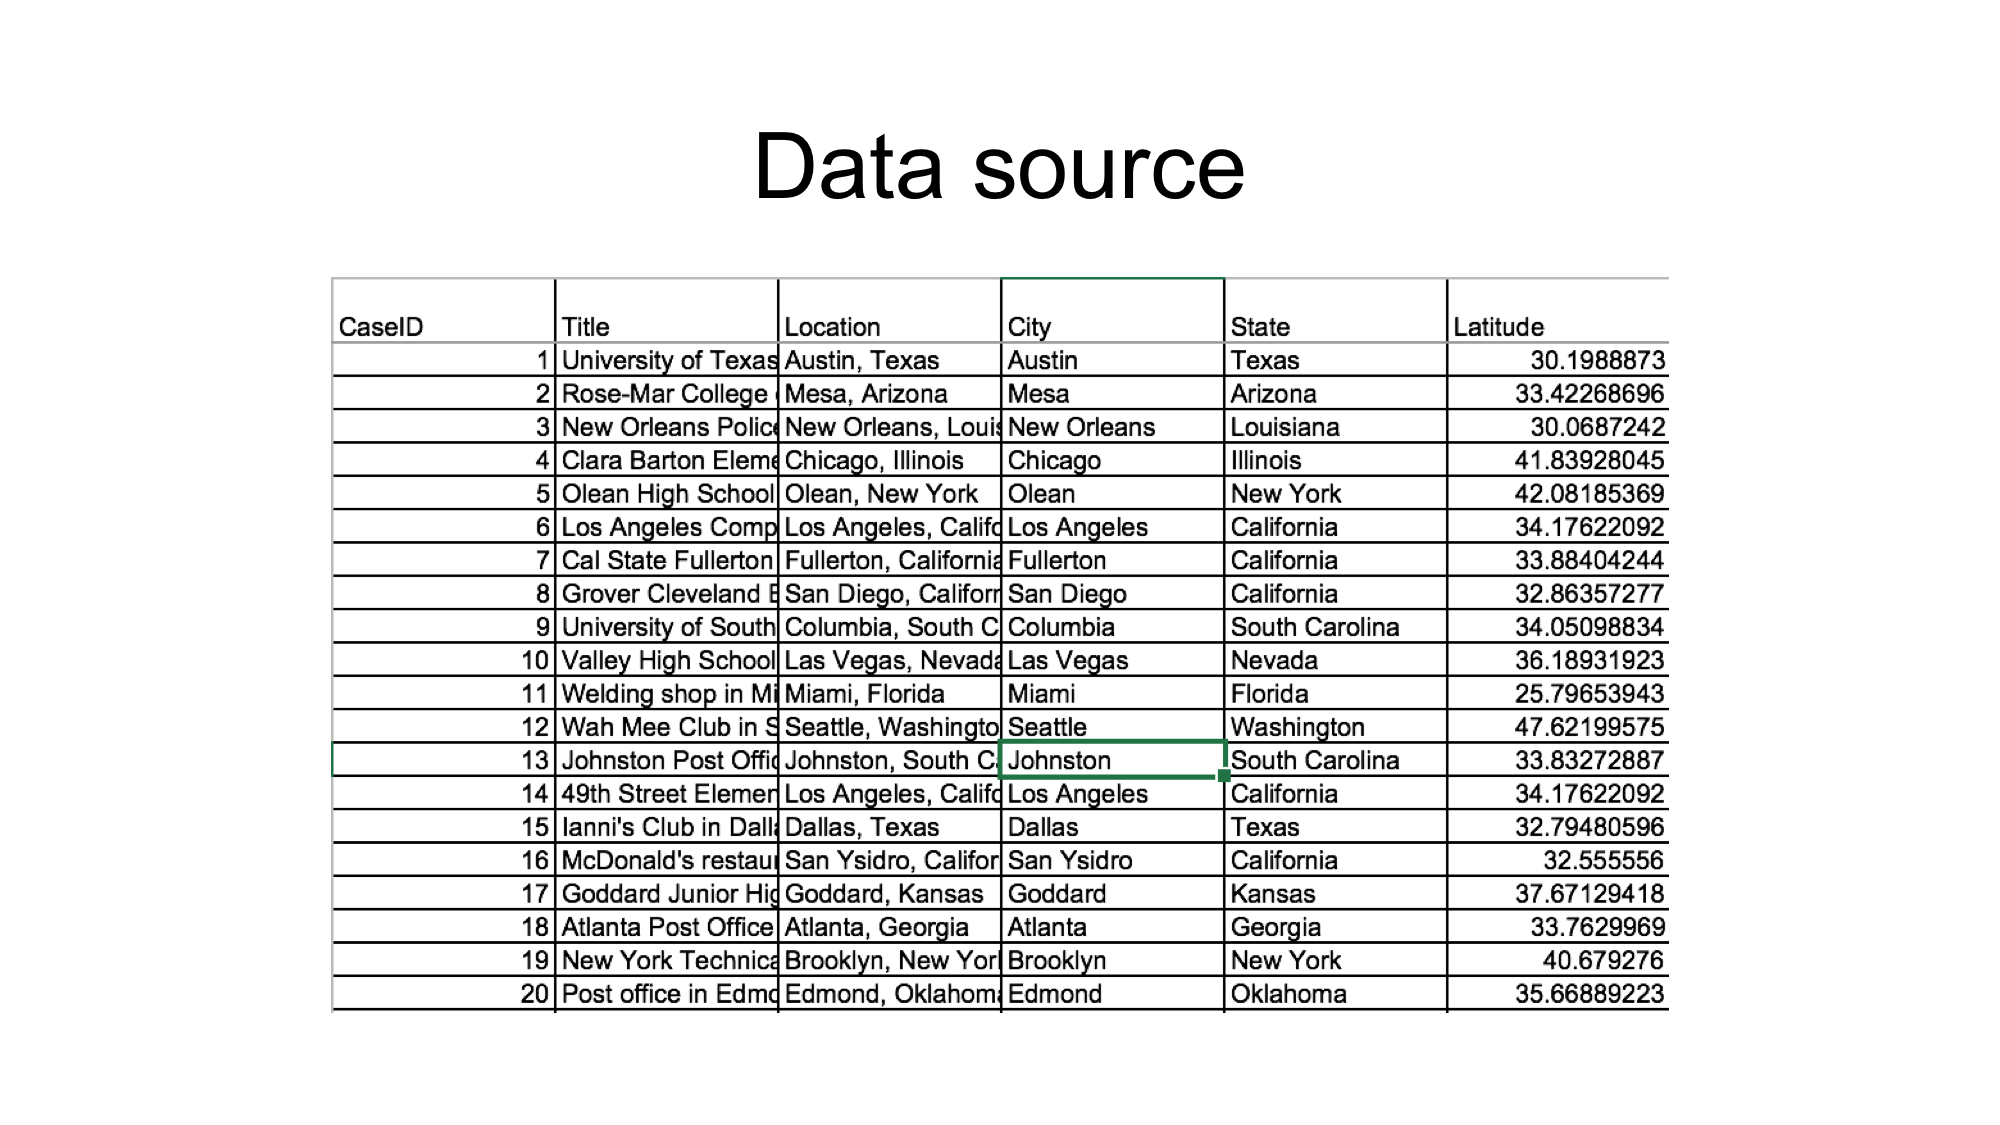 Data source
CaseID Title Location City State Latitude
1 University of Texas Austin, Texas Austin Texas 30.1988873
2 Rose-Mar College Mesa, Arizona Mesa Arizona 33.42268696
3 New Orleans Police New Orleans, Louis New Orleans Louisiana 30.0687242
4 Clara Barton Eleme Chicago, Illinois Chicago Illinois 41.83928045
5 Olean High School Olean, New York Olean New York 42.08185369
6 Los Angeles Comp Los Angeles, Califo Los Angeles California 34.17622092
7 Cal State Fullerton Fullerton, California Fullerton California 33.88404244
8 Grover Cleveland E San Diego, Californ San Diego California 32.86357277
9 University of South Columbia, South C Columbia South Carolina 34.05098834
10 Valley High School Las Vegas, Nevada Las Vegas Nevada 36.18931923
11 Welding shop in Mi Miami, Florida Miami Florida 25.79653943
12 Wah Mee Club in S Seattle, Washingto Seattle Washington 47.62199575
13 Johnston Post Offic Johnston, South Ca Johnston South Carolina 33.83272887
14 49th Street Elemen Los Angeles, Califo Los Angeles California 34.17622092
15 Ianni's Club in Dalla Dallas, Texas Dallas Texas 32.79480596
16 McDonald's restau San Ysidro, Califor San Ysidro California 32.555556
17 Goddard Junior Hig Goddard, Kansas Goddard Kansas 37.67129418
18 Atlanta Post Office Atlanta, Georgia Atlanta Georgia 33.7629969
19 New York Technica Brooklyn, New York Brooklyn New York 40.679276
20 Post office in Edmo Edmond, Oklahoma Edmond Oklahoma 35.66889223